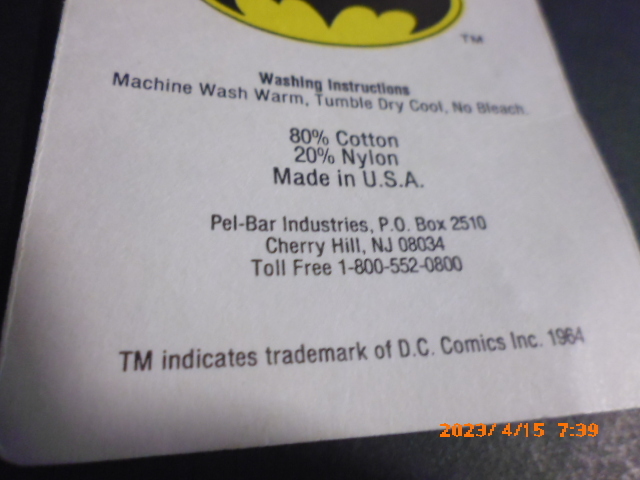 TM
Washing Instructions
Machine Wash Warm, Tumble Dry Cool, No Bleach.
80% Cotton
20% Nylon
Made in U.S.A.
Pel-Bar Industries, P.O. Box 2510
Cherry Hill, NJ 08034
Toll Free 1-800-552-0800
TM indicates trademark of D.C. Comics Inc. 1964
2023/ 4/15 7:39